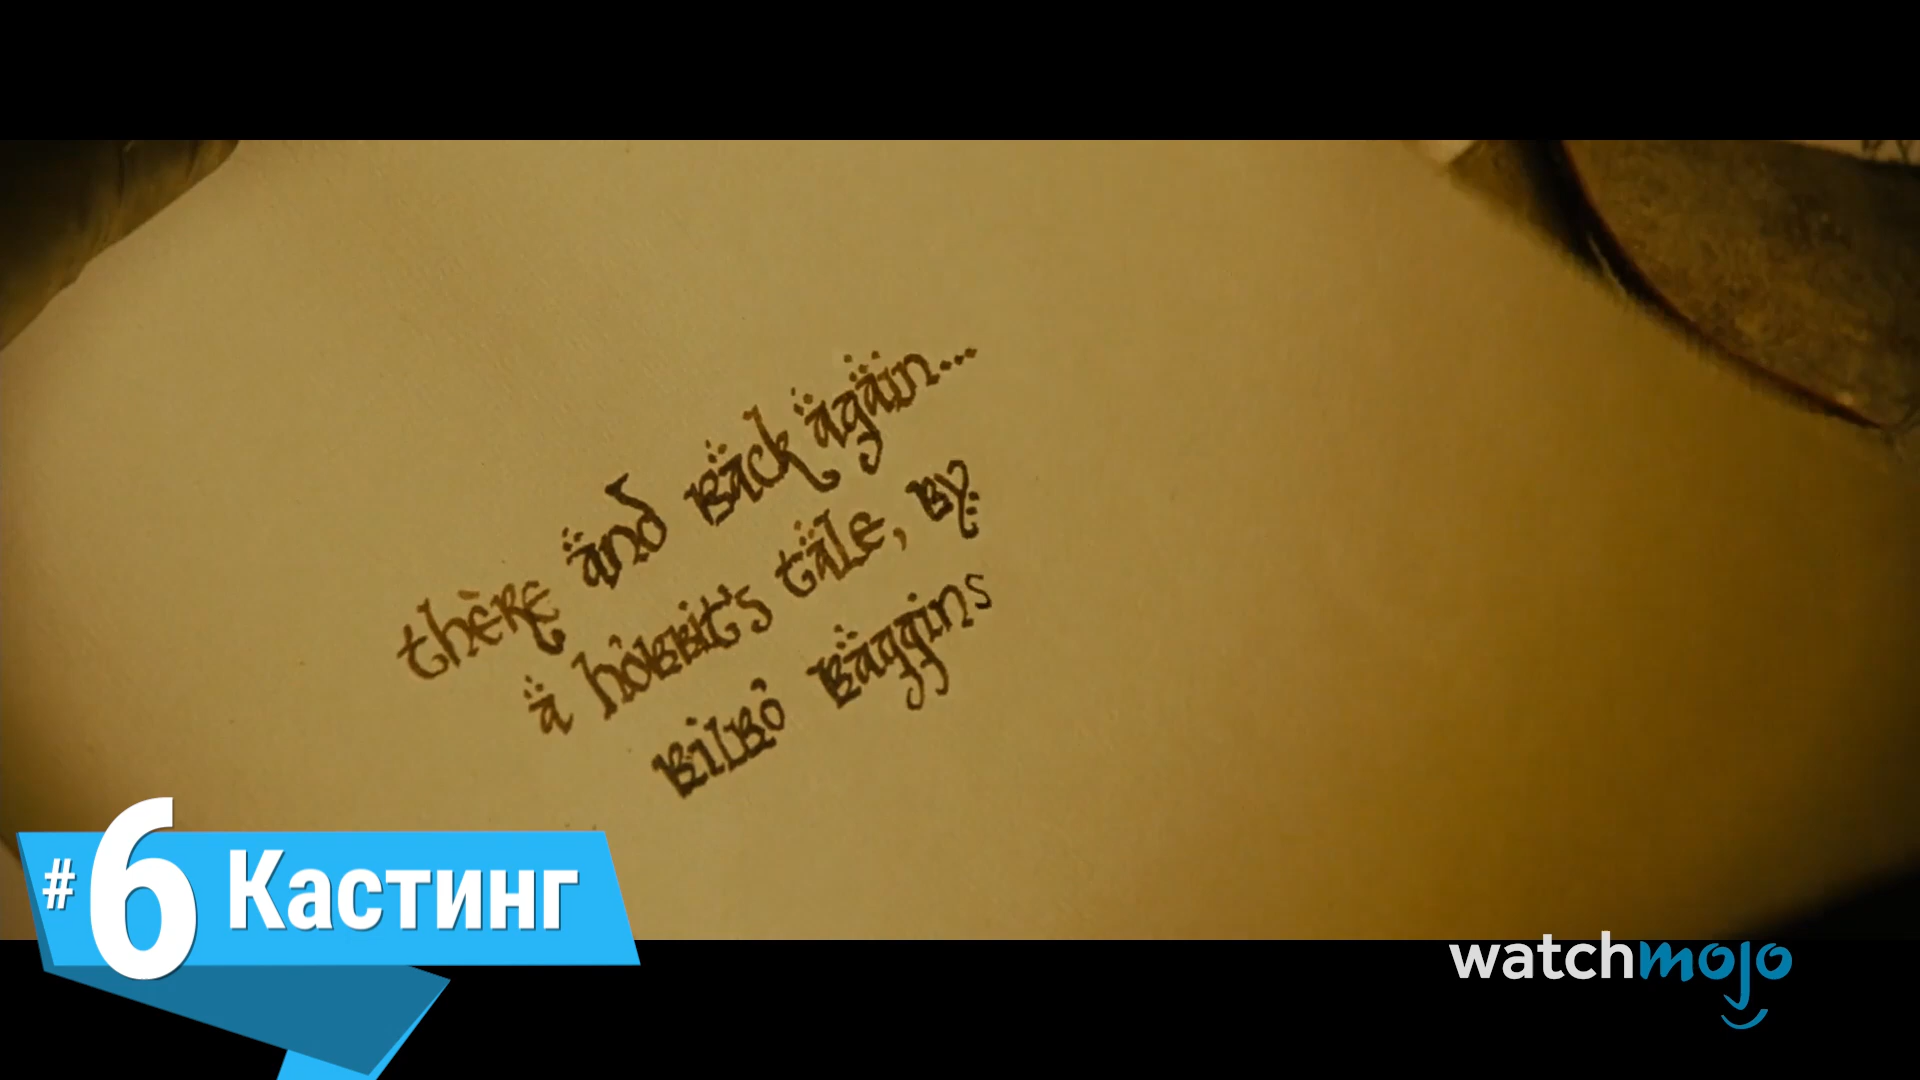 there and back again...
a hobbit's tale, by
bilbo baggins
#6 Кастинг
watchmojo